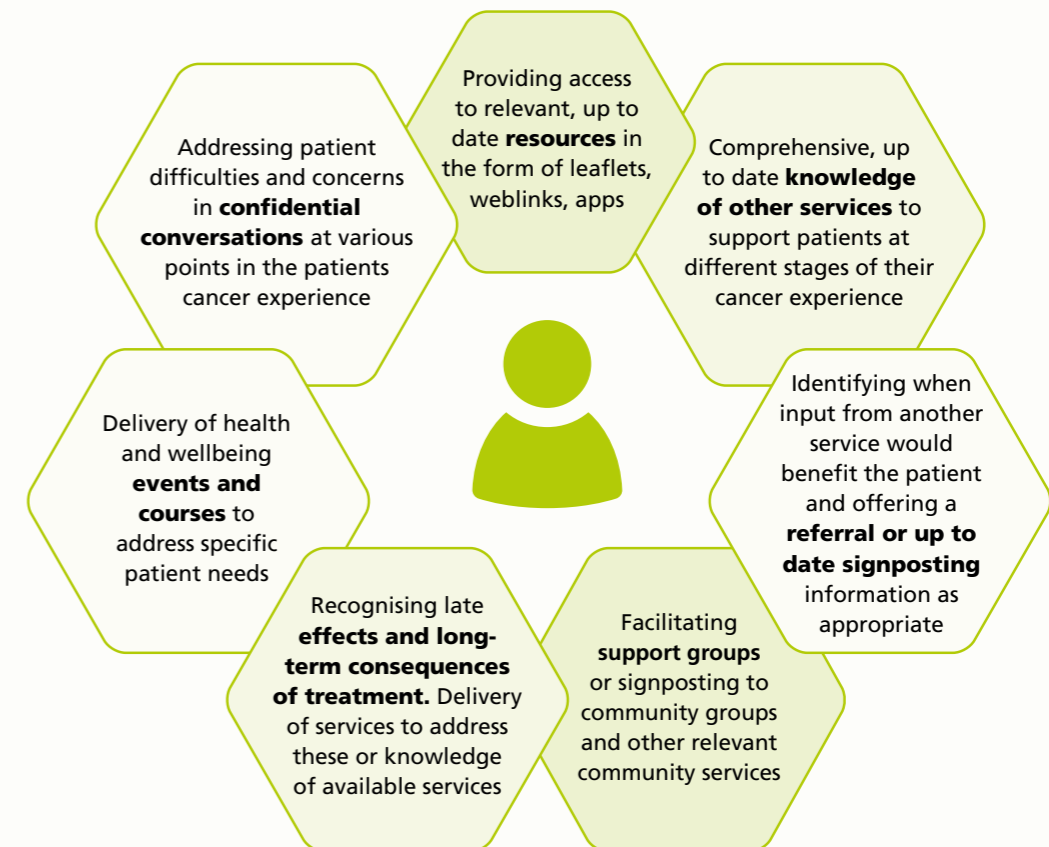 Providing access
to relevant, up to
date resources in
the form of leaflets,
weblinks, apps
Comprehensive, up
to date knowledge
of other services to
support patients at
different stages of their
cancer experience
Identifying when
input from another
service would
benefit the patient
and offering a
referral or up to
date signposting
information as
appropriate
Facilitating
support groups
or signposting to
community groups
and other relevant
community services
Recognising late
effects and long-
term consequences
of treatment. Delivery
of services to address
these or knowledge
of available services
Delivery of health
and wellbeing
events and
courses to
address specific
patient needs
Addressing patient
difficulties and concerns
in confidential
conversations at various
points in the patients
cancer experience